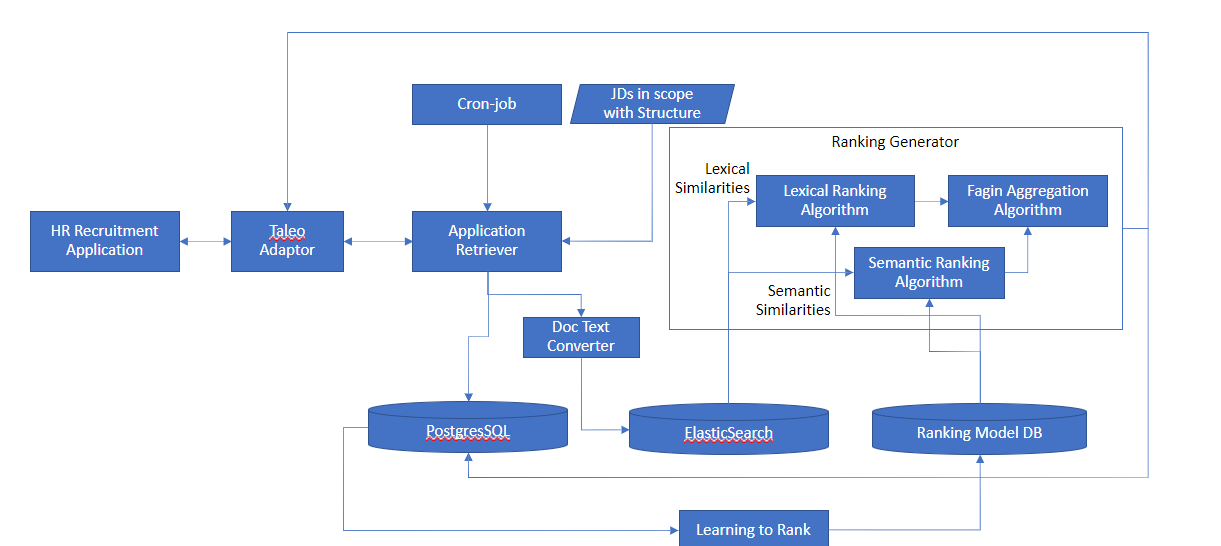 Cron-job
JDs in scope
with Structure
Ranking Generator
Lexical
Similarities
Lexical Ranking
Algorithm
Fagin Aggregation
Algorithm
HR Recruitment
Application
Taleo
Adaptor
Application
Retriever
Semantic Ranking
Algorithm
Semantic
Similarities
Doc Text
Converter
PostgresSQL
ElasticSearch
Ranking Model DB
Learning to Rank